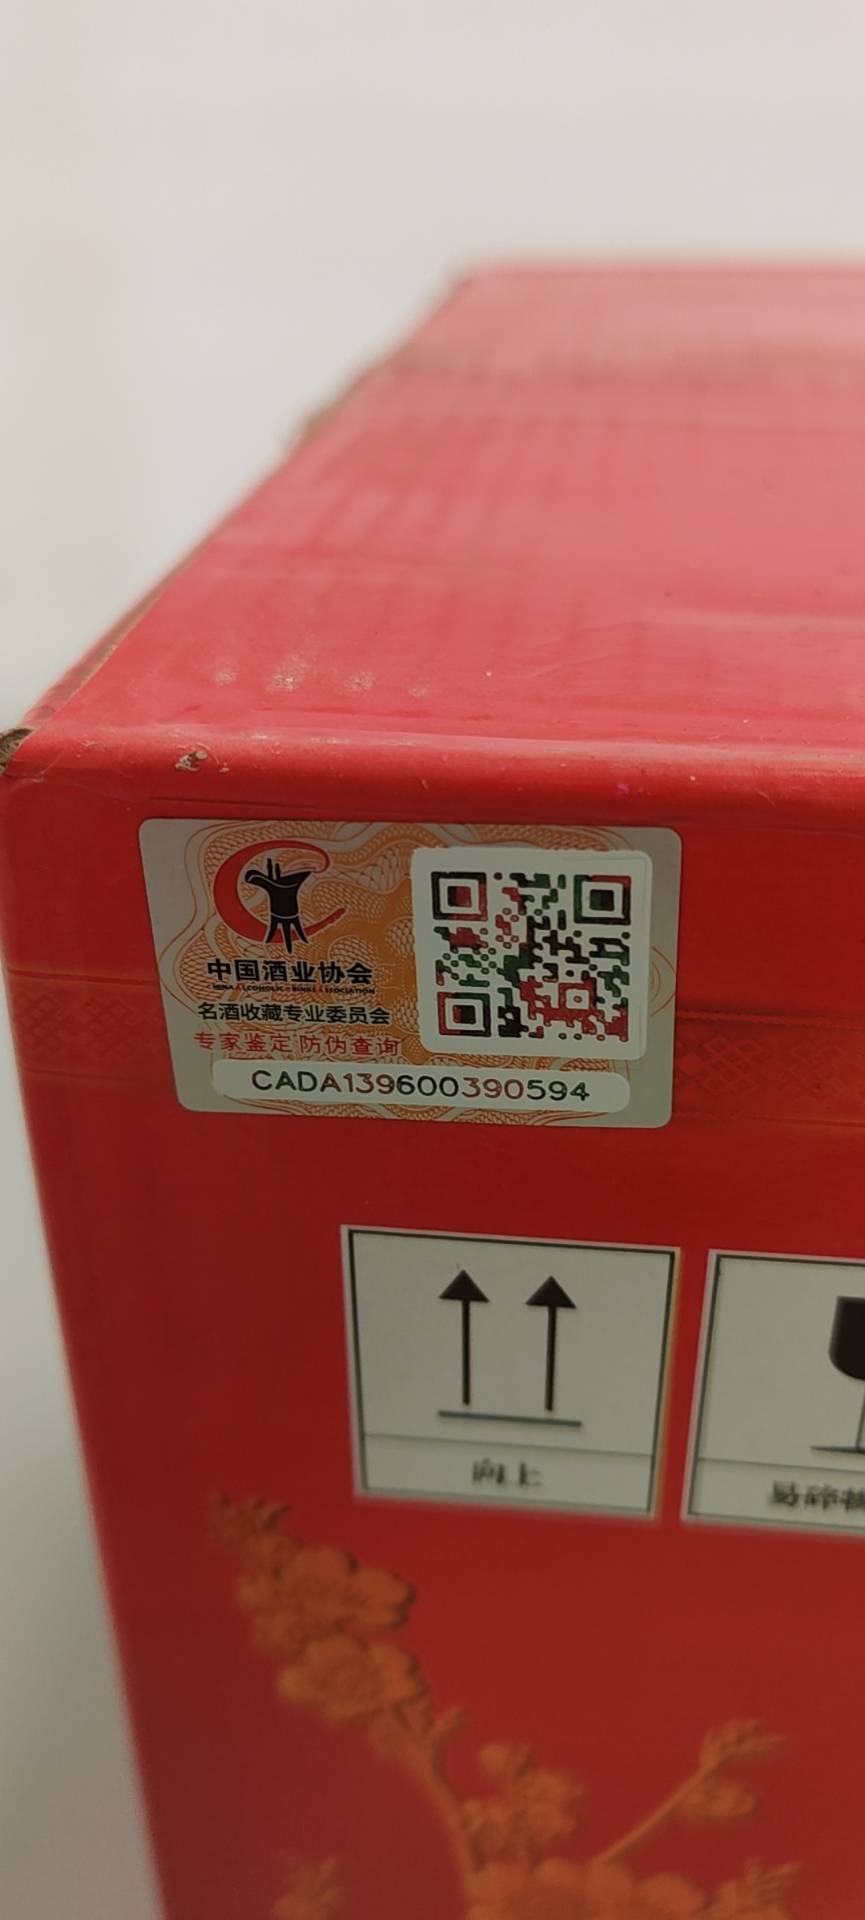 中国酒业协会
名酒收藏专业委员会
专家鉴定 防伪查询
CADA139600390594
向上